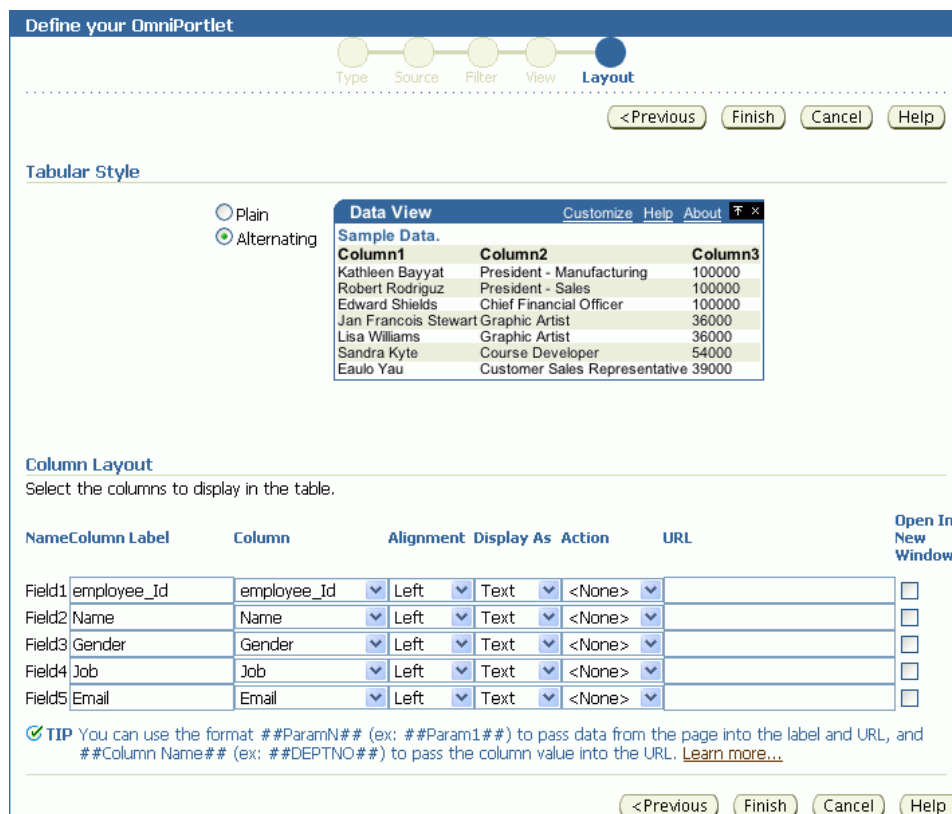 Define your OmniPortlet
Type Source Filter View Layout
<Previous Finish Cancel Help
Tabular Style
Plain
Alternating
Data View Customize Help About
Sample Data.
Column1 Column2 Column3
Kathleen Bayyat President - Manufacturing 100000
Robert Rodriguz President - Sales 100000
Edward Shields Chief Financial Officer 100000
Jan Francois Stewart Graphic Artist 36000
Lisa Williams Graphic Artist 36000
Sandra Kyte Course Developer 54000
Eaulo Yau Customer Sales Representative 39000
Column Layout
Select the columns to display in the table.
Name Column Label Column Alignment Display As Action URL Open In New Window
Field1 employee_Id employee_Id Left Text <None>
Field2 Name Name Left Text <None>
Field3 Gender Gender Left Text <None>
Field4 Job Job Left Text <None>
Field5 Email Email Left Text <None>
TIP You can use the format ##ParamN## (ex: ##Param1##) to pass data from the page into the label and URL, and
##Column Name## (ex: ##DEPTNO##) to pass the column value into the URL. Learn more...
<Previous Finish Cancel Help